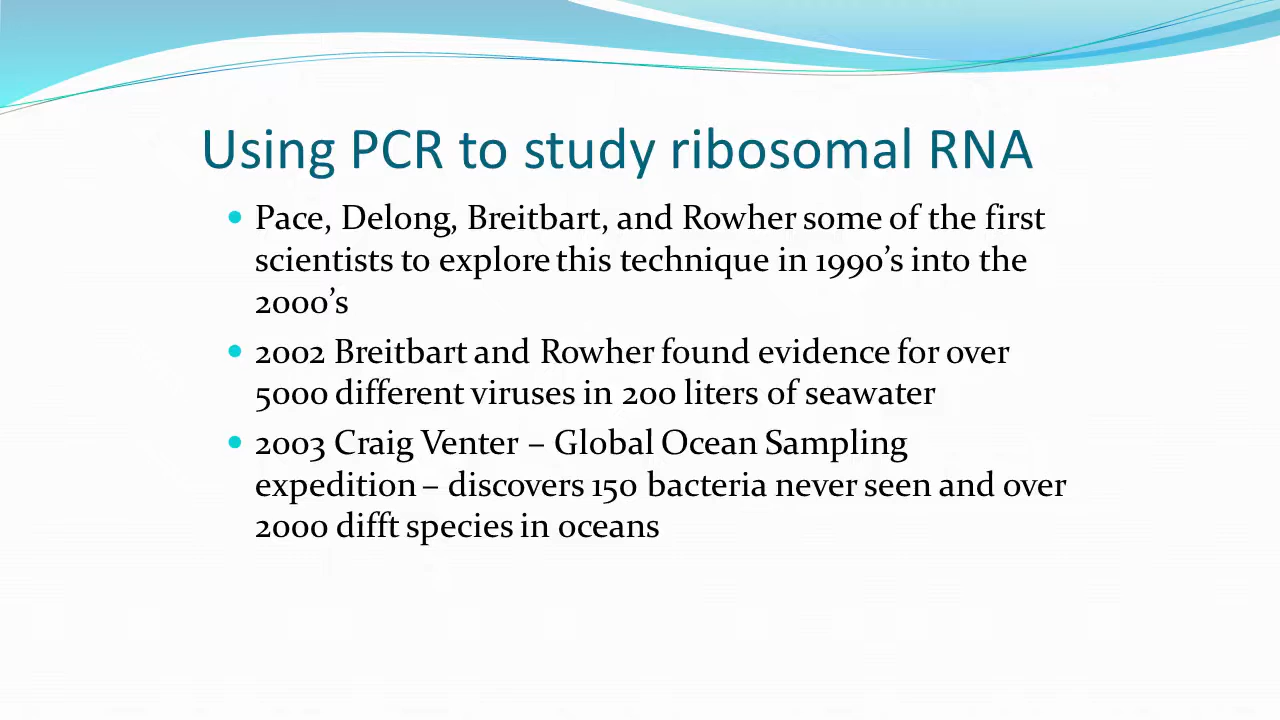 Using PCR to study ribosomal RNA
• Pace, Delong, Breitbart, and Rowher some of the first
scientists to explore this technique in 1990’s into the
2000’s
• 2002 Breitbart and Rowher found evidence for over
5000 different viruses in 200 liters of seawater
• 2003 Craig Venter – Global Ocean Sampling
expedition – discovers 150 bacteria never seen and over
2000 difft species in oceans